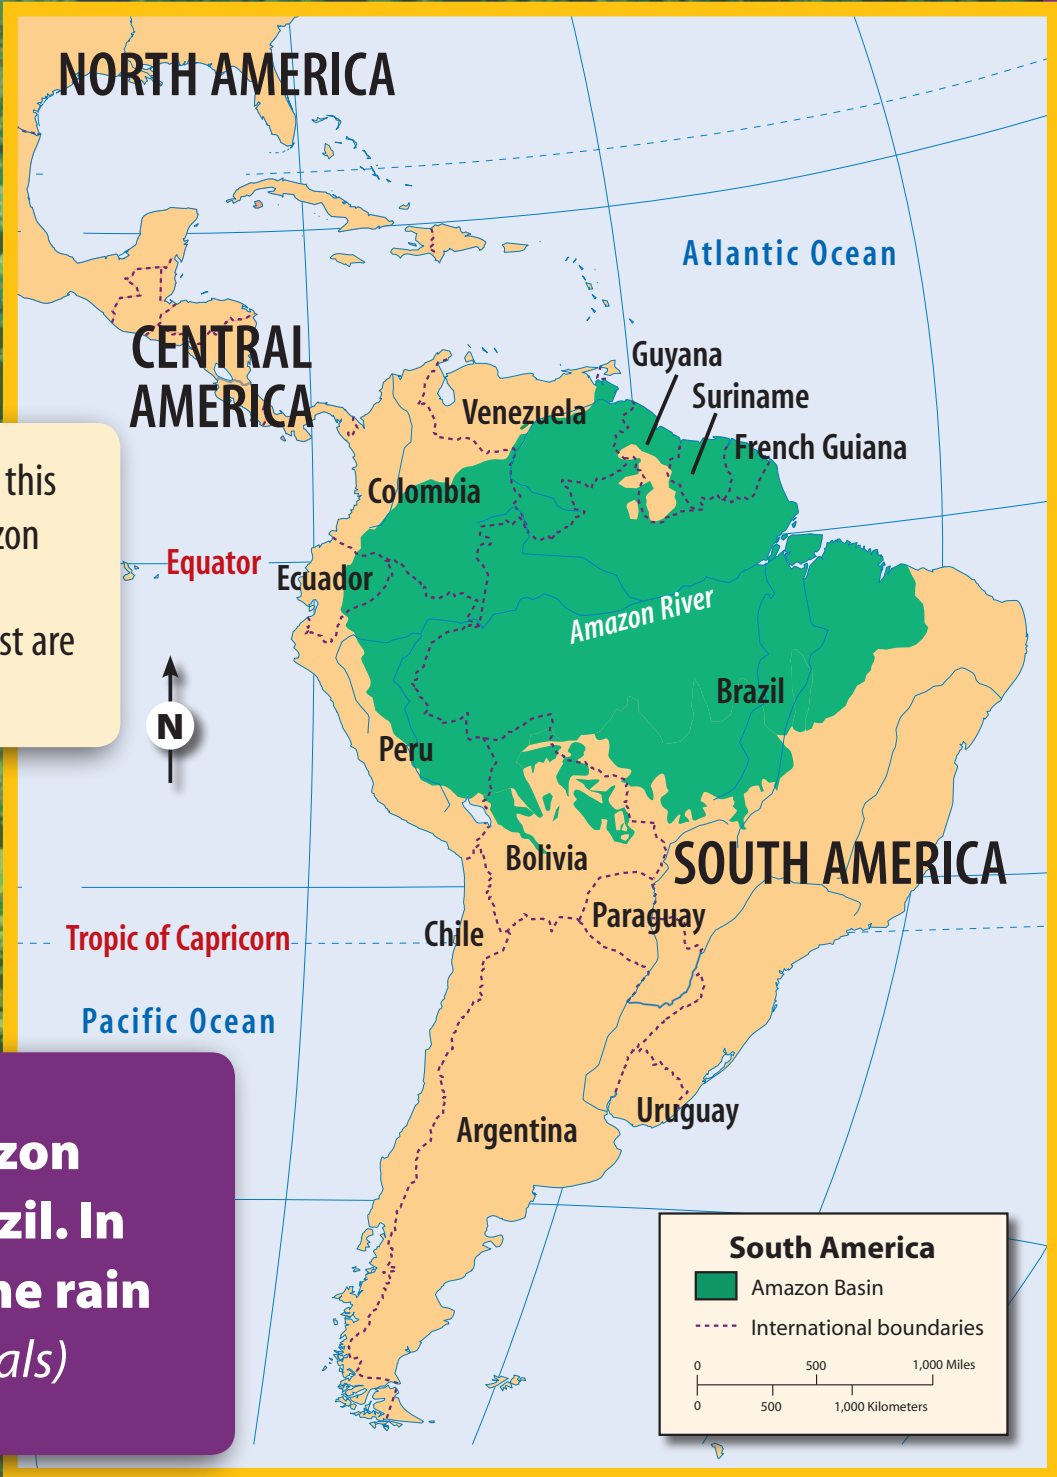 NORTH AMERICA
Atlantic Ocean
CENTRAL
AMERICA
Guyana
Suriname
French Guiana
Venezuela
Colombia
this
zon
st are
Equator
Ecuador
Amazon River
Brazil
N
Peru
Bolivia
SOUTH AMERICA
Paraguay
Chile
Tropic of Capricorn
Pacific Ocean
Uruguay
Argentina
zon
zil. In
ne rain
als)
South America
Amazon Basin
International boundaries
0 500 1,000 Miles
0 500 1,000 Kilometers